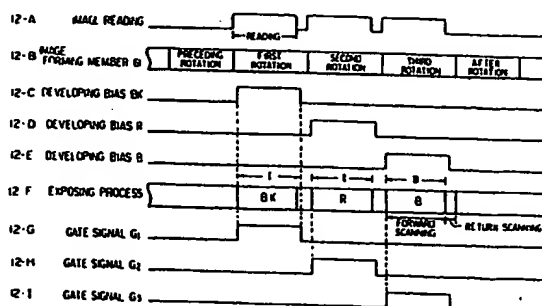 12-A IMAGE READING
READING
12-B IMAGE FORMING MEMBER BI
PRECEDING ROTATION
FIRST ROTATION
SECOND ROTATION
THIRD ROTATION
AFTER ROTATION
12-C DEVELOPING BIAS BK
12-D DEVELOPING BIAS R
12-E DEVELOPING BIAS B
12 F EXPOSING PROCESS
BK
R
B
B
FORWARD SCANNING
RETURN SCANNING
12-G GATE SIGNAL G1
12-H GATE SIGNAL G2
12-I GATE SIGNAL G3